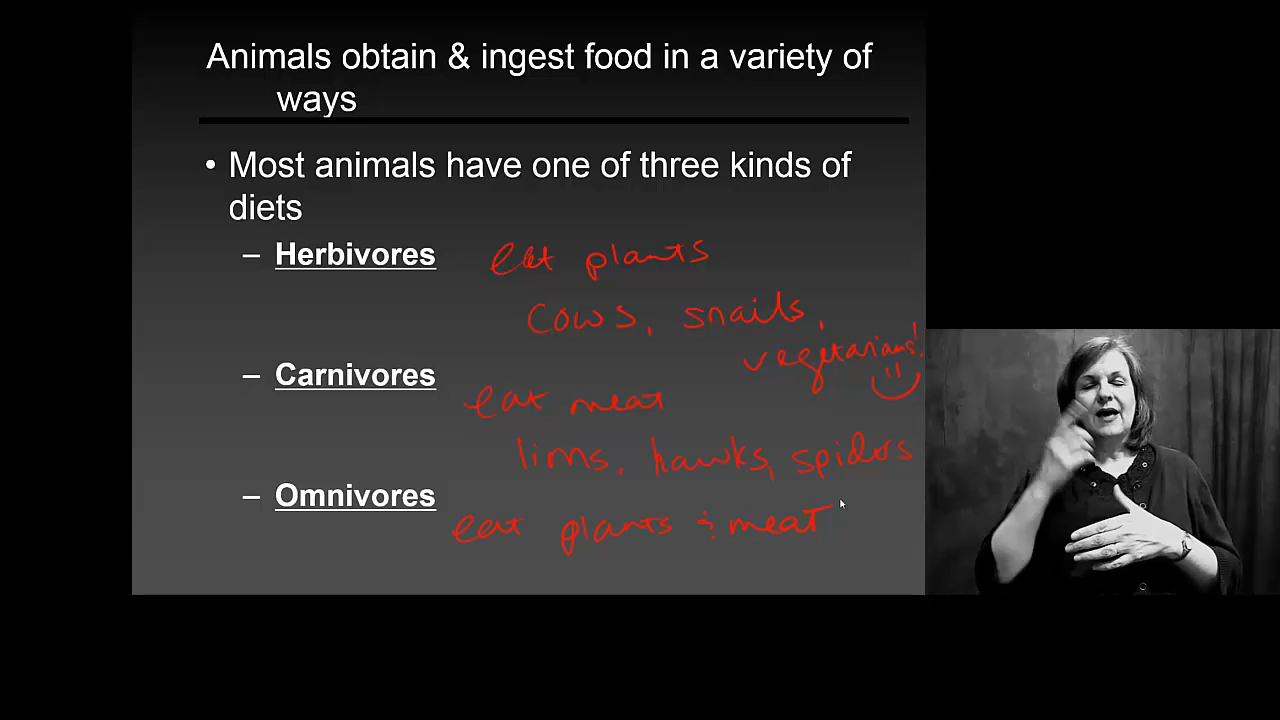 Animals obtain & ingest food in a variety of
ways
• Most animals have one of three kinds of
diets
– Herbivores eat plants
cows, snails,
vegetarians!
– Carnivores
eat meat
lions, hawks, spiders
– Omnivores
eat plants & meat